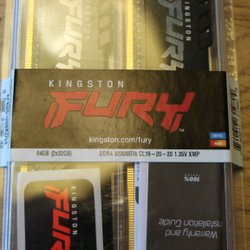 FURY
KINGSTON
FURY
kingston.com/fury
64GB (2x32GB) DDR4 3200MT/s CL16-20-20 1.35V XMP
FURY
100%
Warranty and
Installation Guide